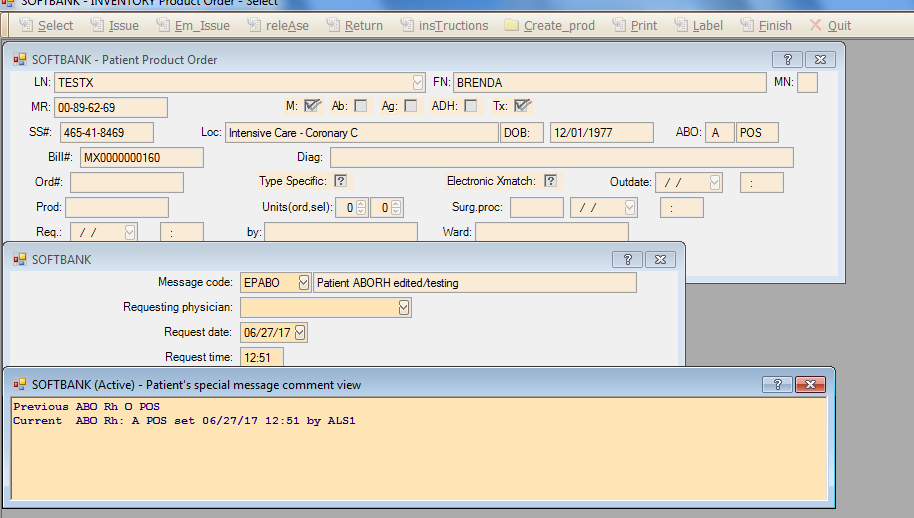 SOFTBANK - INVENTORY Product Order - Select
Select Issue Em_Issue releAse Return insTructions Create_prod Print Label Finish Quit
SOFTBANK - Patient Product Order ?
LN: TESTX FN: BRENDA MN:
MR: 00-89-62-69 M: Ab: Ag: ADH: Tx:
SS#: 465-41-8469 Loc: Intensive Care - Coronary C DOB: 12/01/1977 ABO: A POS
Bill#: MX0000000160 Diag:
Ord#: Type Specific: ? Electronic Xmatch: ? Outdate: / / :
Prod: Units(ord,sel): 0 0 Surg.proc: / / :
Req.: / / : by: Ward:
SOFTBANK ?
Message code: EPABO Patient ABORH edited/testing
Requesting physician:
Request date: 06/27/17
Request time: 12:51
SOFTBANK (Active) - Patient's special message comment view ?
Previous ABO Rh O POS
Current ABO Rh: A POS set 06/27/17 12:51 by ALS1